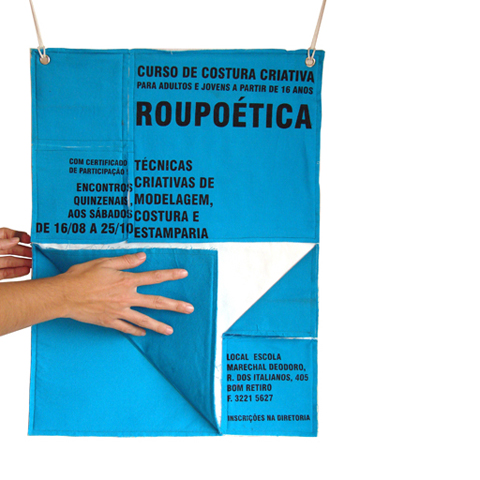 CURSO DE COSTURA CRIATIVA
PARA ADULTOS E JOVENS A PARTIR DE 16 ANOS
ROUPOÉTICA
COM CERTIFICADO
DE PARTICIPAÇÃO!
ENCONTROS
QUINZENAIS
AOS SÁBADOS
DE 16/08 A 25/10
TÉCNICAS
CRIATIVAS DE
MODELAGEM,
COSTURA E
ESTAMPARIA
LOCAL ESCOLA
MARECHAL DEODORO,
R. DOS ITALIANOS, 405
BOM RETIRO
F. 3221 5627
INSCRIÇÕES NA DIRETORIA